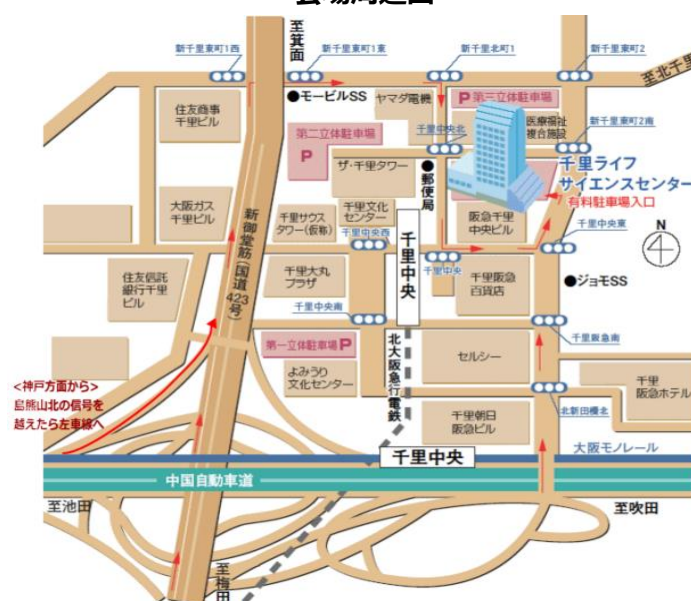 至箕面
新千里東町1西
新千里東町1東
新千里北町1
新千里東町2
至北千里
●モービルSS
ヤマダ電機
P 第三立体駐車場
住友商事
千里ビル
第二立体駐車場
P
千里中央北
医療福祉
複合施設
新千里東町2南
ザ・千里タワー
●郵便局
千里ライフ
サイエンスセンター
有料駐車場入口
大阪ガス
千里ビル
新御堂筋(国道423号)
千里サウス
タワー(仮称)
千里文化
センター
阪急千里
中央ビル
千里中央西
千里中央
千里中央
千里中央東
N
住友信託
銀行千里
ビル
千里大丸
プラザ
千里阪急
百貨店
●ジョモSS
千里中央南
北大阪急行電鉄
千里阪急南
第一立体駐車場P
よみうり
文化センター
セルシー
<神戸方面から>
島熊山北の信号を
越えたら左車線へ
千里
阪急ホテル
北新田橋北
千里朝日
阪急ビル
大阪モノレール
千里中央
中国自動車道
至池田
至吹田
至梅田